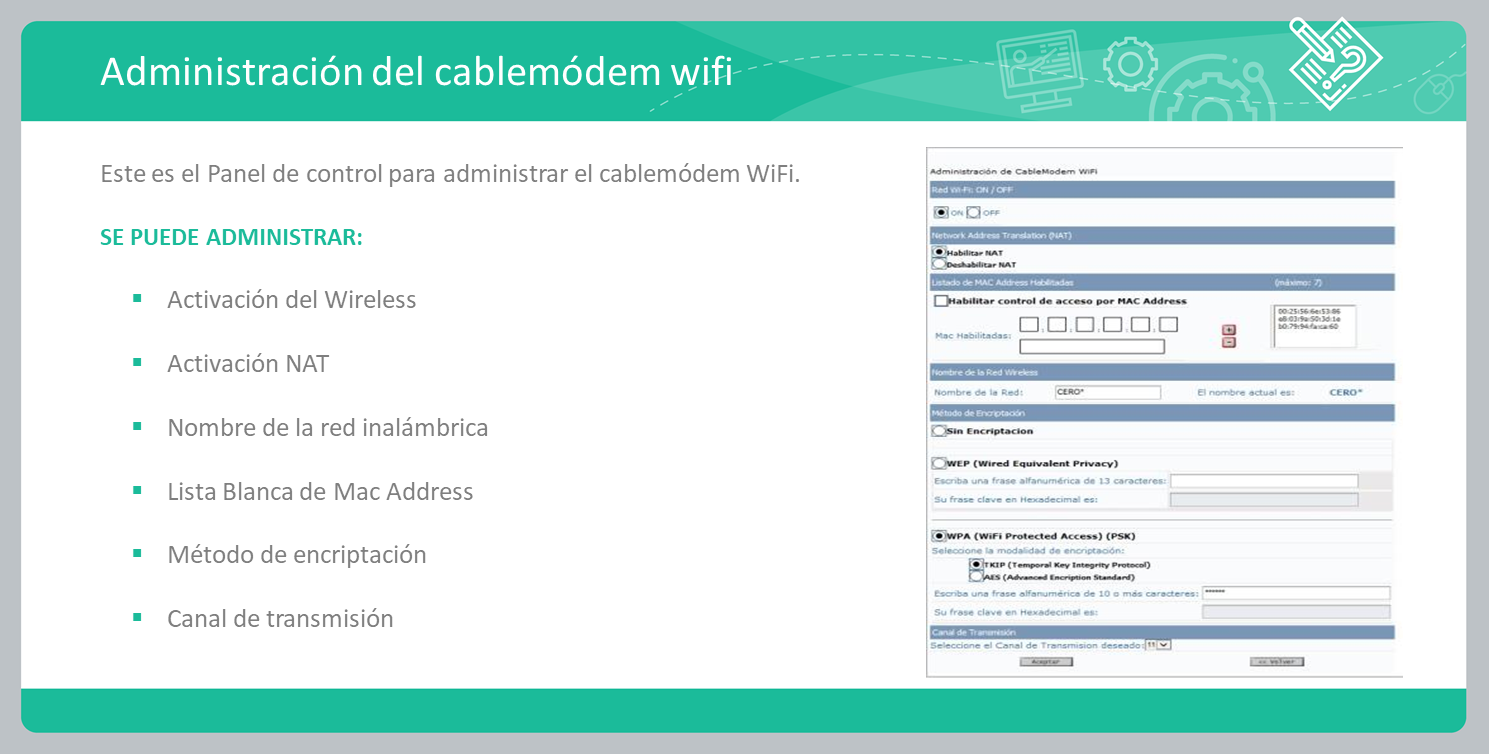 Administración del cablemódem wifi
Este es el Panel de control para administrar el cablemódem WiFi.
SE PUEDE ADMINISTRAR:
Activación del Wireless
Activación NAT
Nombre de la red inalámbrica
Lista Blanca de Mac Address
Método de encriptación
Canal de transmisión
Administración de CableModem WiFi
Red Wi-Fi: ON / OFF
ON OFF
Network Address Translation (NAT)
Habilitar NAT
Deshabilitar NAT
Listado de MAC Address Habilitadas (máximo: 7)
Habilitar control de acceso por MAC Address
Mac Habilitadas:
00:25:56:6e:53:86
e8:03:9a:50:3d:1e
b0:79:94:fa:ca:60
Nombre de la Red Wireless
Nombre de la Red: CERO* El nombre actual es: CERO*
Método de Encriptación
Sin Encriptacion
WEP (Wired Equivalent Privacy)
Escriba una frase alfanumérica de 13 caracteres:
Su frase clave en Hexadecimal es:
WPA (WiFi Protected Access) (PSK)
Seleccione la modalidad de encriptación:
TKIP (Temporal Key Integrity Protocol)
AES (Advanced Encription Standard)
Escriba una frase alfanumérica de 10 o más caracteres: ******
Su frase clave en Hexadecimal es:
Canal de Transmisión
Seleccione el Canal de Transmision deseado: 11
Aceptar << Volver